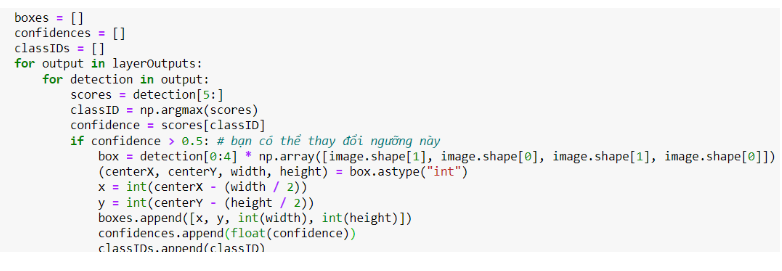 boxes = []
confidences = []
classIDs = []
for output in layerOutputs:
    for detection in output:
        scores = detection[5:]
        classID = np.argmax(scores)
        confidence = scores[classID]
        if confidence > 0.5: # bạn có thể thay đổi ngưỡng này
            box = detection[0:4] * np.array([image.shape[1], image.shape[0], image.shape[1], image.shape[0]])
            (centerX, centerY, width, height) = box.astype("int")
            x = int(centerX - (width / 2))
            y = int(centerY - (height / 2))
            boxes.append([x, y, int(width), int(height)])
            confidences.append(float(confidence))
            classIDs.append(classID)